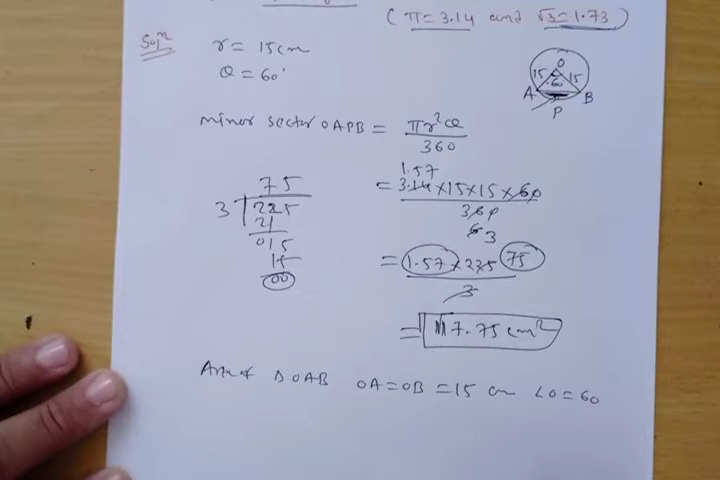 ( π = 3.14 and √3 = 1.73 )
Solⁿ
r = 15 cm
θ = 60°
O
15 60 15
A B
P
minor sector OAPB = πr²θ / 360
1.57
= 3.14 × 15 × 15 × 60 / 360
6 3
75
3 225
21
015
15
00
= 1.57 × 225 75 / 3
= 117.75 cm²
Area of Δ OAB OA = OB = 15 cm ∠O = 60